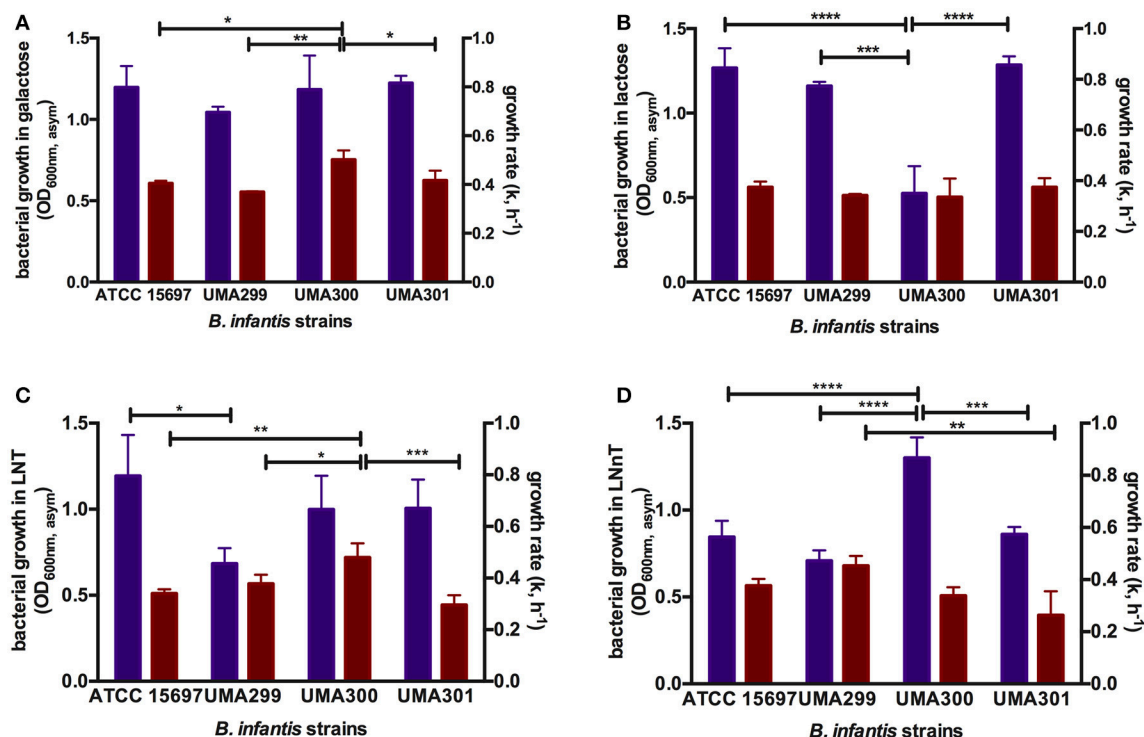 A
bacterial growth in galactose
(OD600nm, asym)
1.5
1.0
0.5
0.0
*
**
*
1.0
0.8
0.6
0.4
0.2
0.0
growth rate (k, h-1)
ATCC 15697 UMA299 UMA300 UMA301
B. infantis strains
B
bacterial growth in lactose
(OD600nm, asym)
1.5
1.0
0.5
0.0
****
****
***
1.0
0.8
0.6
0.4
0.2
0.0
growth rate (k, h-1)
ATCC 15697 UMA299 UMA300 UMA301
B. infantis strains
C
bacterial growth in LNT
(OD600nm, asym)
1.5
1.0
0.5
0.0
*
**
*
***
1.0
0.8
0.6
0.4
0.2
0.0
growth rate (k, h-1)
ATCC 15697 UMA299 UMA300 UMA301
B. infantis strains
D
bacterial growth in LNnT
(OD600nm, asym)
1.5
1.0
0.5
0.0
****
****
***
**
1.0
0.8
0.6
0.4
0.2
0.0
growth rate (k, h-1)
ATCC 15697 UMA299 UMA300 UMA301
B. infantis strains